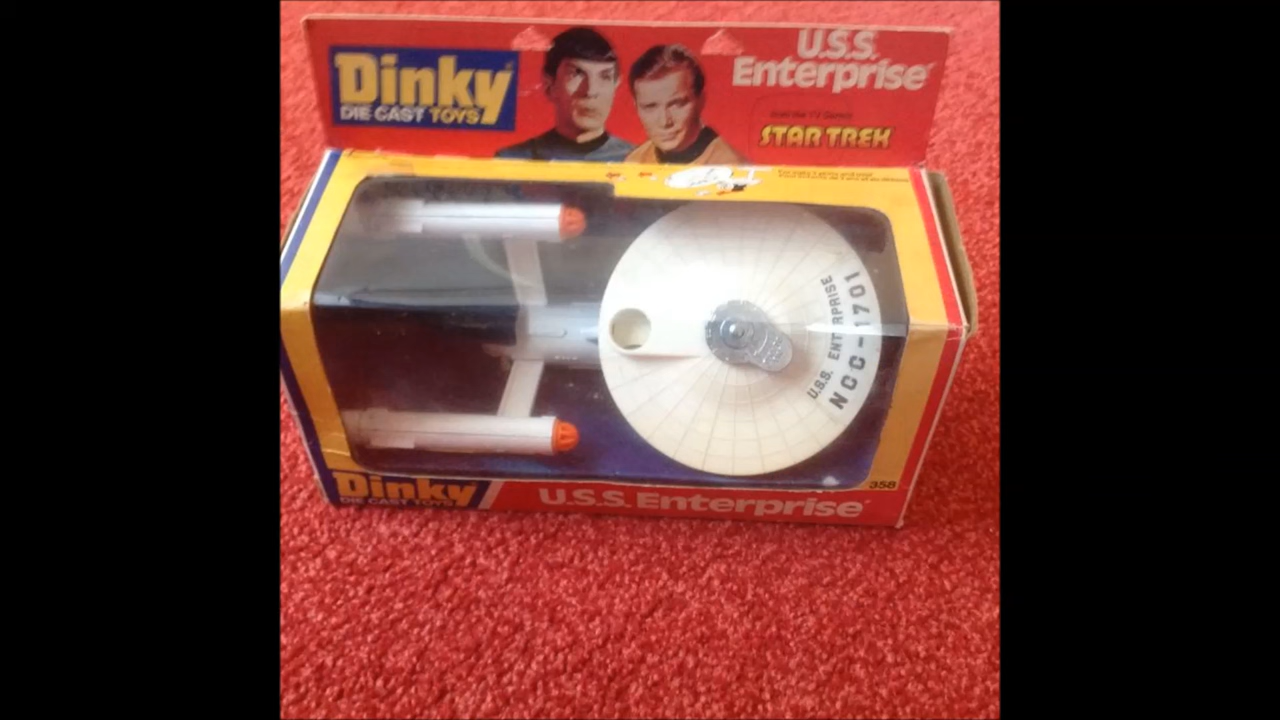 Dinky
DIE-CAST TOYS
U.S.S.
Enterprise
STAR TREK
U.S.S. ENTERPRISE
NCC-1701
358
Dinky
DIE-CAST TOYS
U.S.S. Enterprise